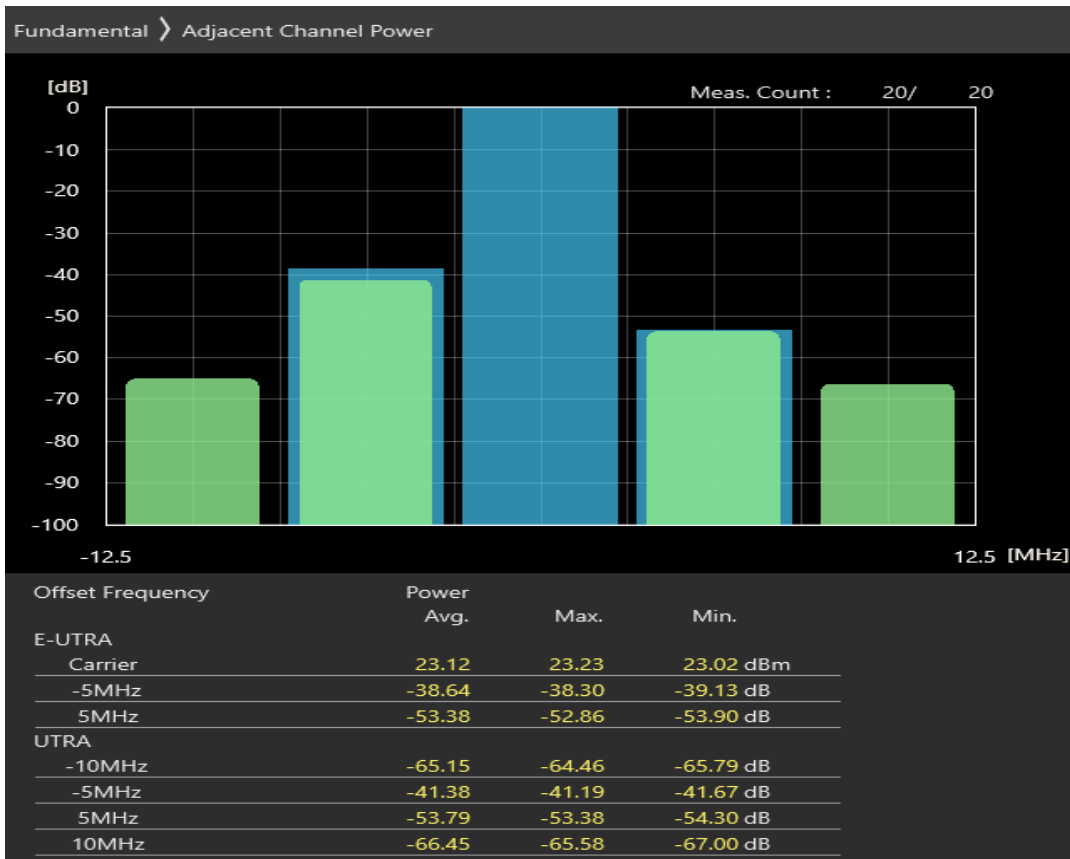 Fundamental 〉 Adjacent Channel Power
[dB]
Meas. Count : 20/ 20
0
-10
-20
-30
-40
-50
-60
-70
-80
-90
-100
-12.5 12.5 [MHz]
Offset Frequency Power
Avg. Max. Min.
E-UTRA
Carrier 23.12 23.23 23.02 dBm
-5MHz -38.64 -38.30 -39.13 dB
5MHz -53.38 -52.86 -53.90 dB
UTRA
-10MHz -65.15 -64.46 -65.79 dB
-5MHz -41.38 -41.19 -41.67 dB
5MHz -53.79 -53.38 -54.30 dB
10MHz -66.45 -65.58 -67.00 dB